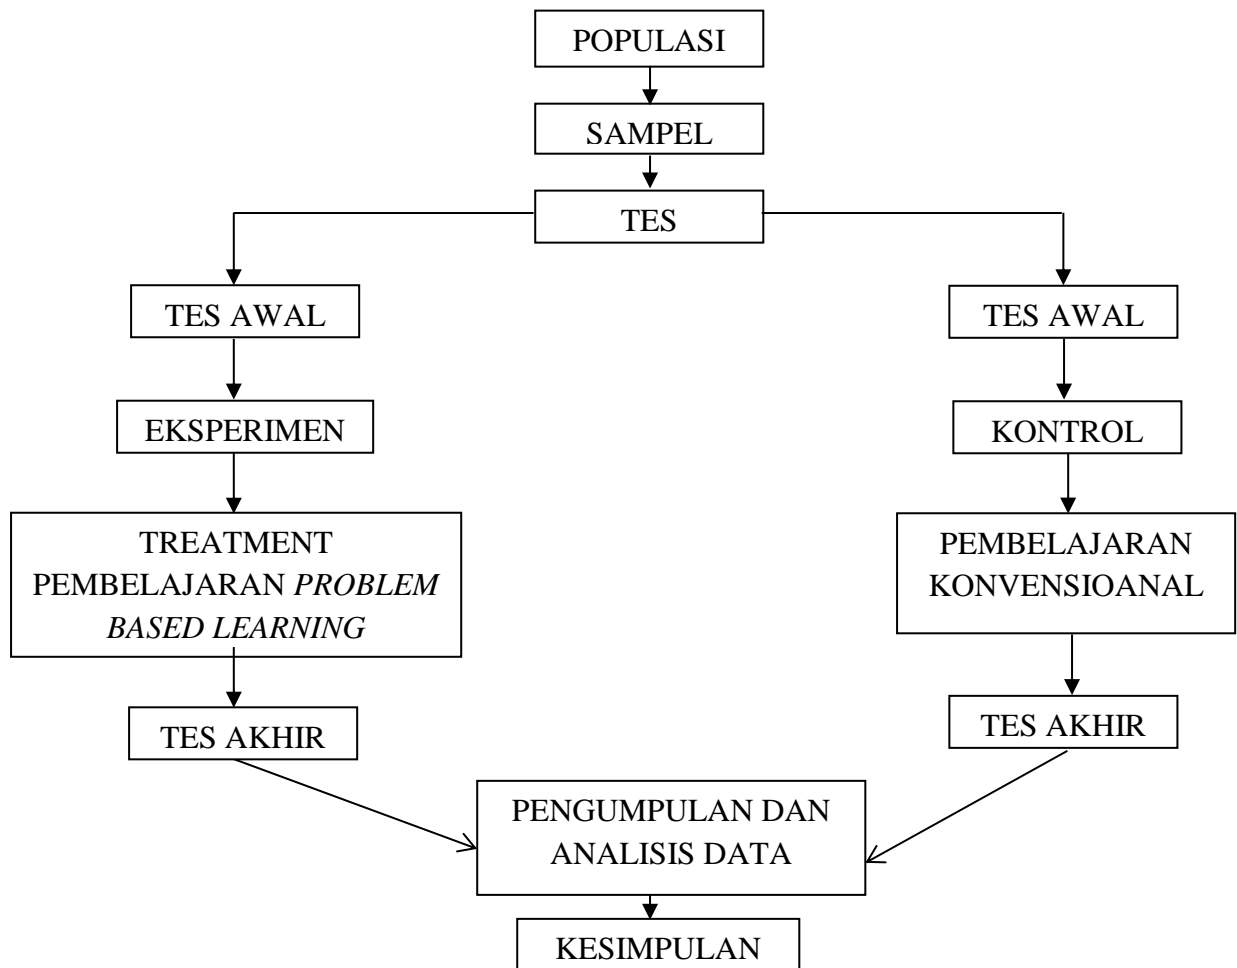 POPULASI
SAMPEL
TES
TES AWAL
TES AWAL
EKSPERIMEN
KONTROL
TREATMENT
PEMBELAJARAN PROBLEM
BASED LEARNING
PEMBELAJARAN
KONVENSIOANAL
TES AKHIR
TES AKHIR
PENGUMPULAN DAN
ANALISIS DATA
KESIMPULAN